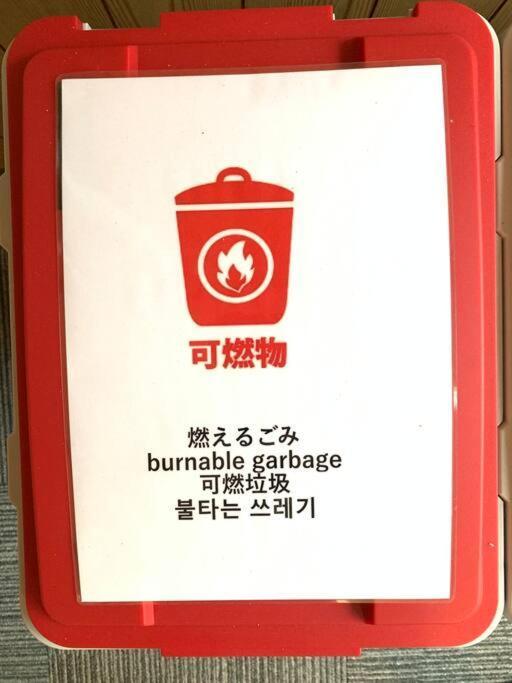 可燃物
燃えるごみ
burnable garbage
可燃垃圾
불타는 쓰레기